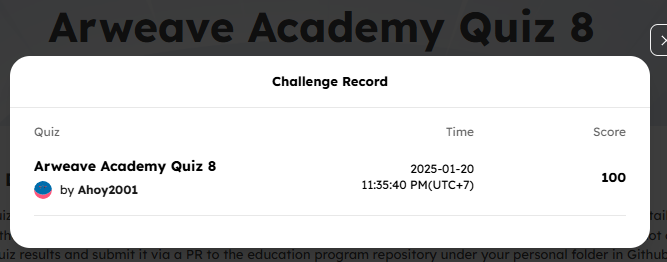 Arweave Academy Quiz 8
Challenge Record
Quiz Time Score
Arweave Academy Quiz 8
by Ahoy2001
2025-01-20
11:35:40 PM(UTC+7)
100
uiz results and submit it via a PR to the education program repository under your personal folder in Github